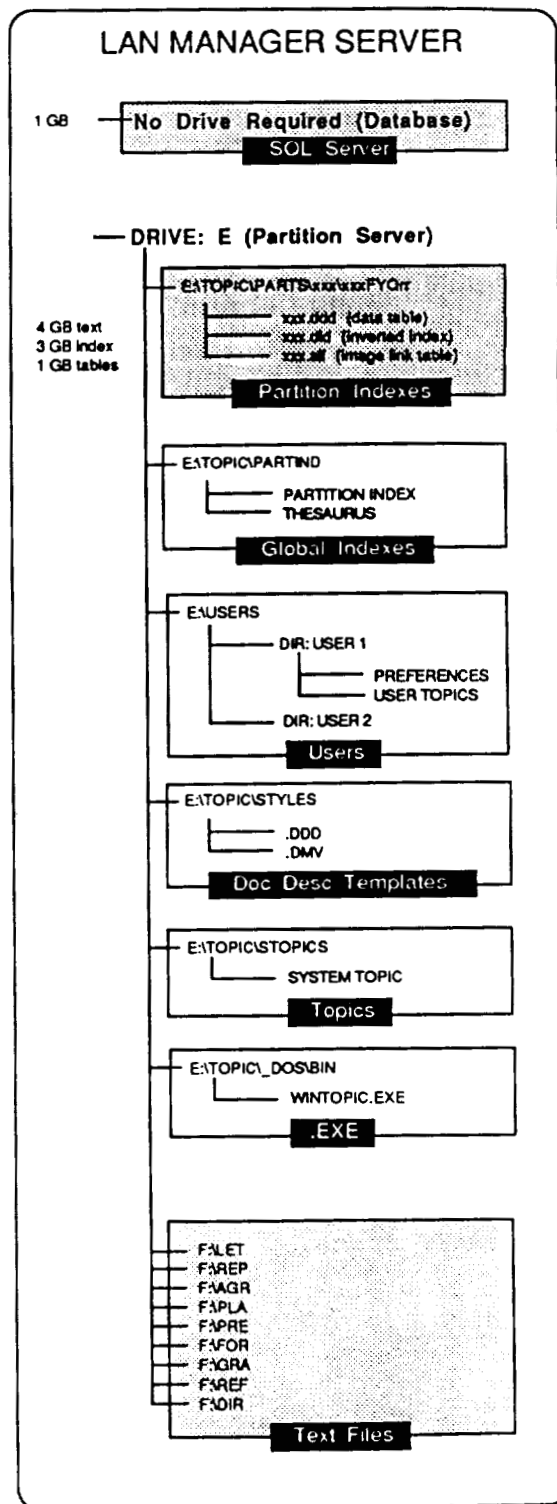 LAN MANAGER SERVER
1 GB
No Drive Required (Database)
SQL Server
DRIVE: E (Partition Server)
E:\TOPIC\PARTS\xxx\xxxFYQrr
4 GB text
3 GB index
1 GB tables
xxx.ddd (data table)
xxx.did (inverted index)
(image link table)
Partition Indexes
E:\TOPIC\PARTIND
PARTITION INDEX
THESAURUS
Global Indexes
E:\USERS
DIR: USER 1
PREFERENCES
USER TOPICS
DIR: USER 2
Users
E:\TOPIC\STYLES
.DDD
.DMV
Doc Desc Templates
E:\TOPIC\STOPICS
SYSTEM TOPIC
Topics
E:\TOPIC\_DOS\BIN
WINTOPIC.EXE
.EXE
F:\LET
F:\REP
F:\AGR
F:\PLA
F:\PRE
F:\FOR
F:\GRA
F:\REF
F:\DIR
Text Files